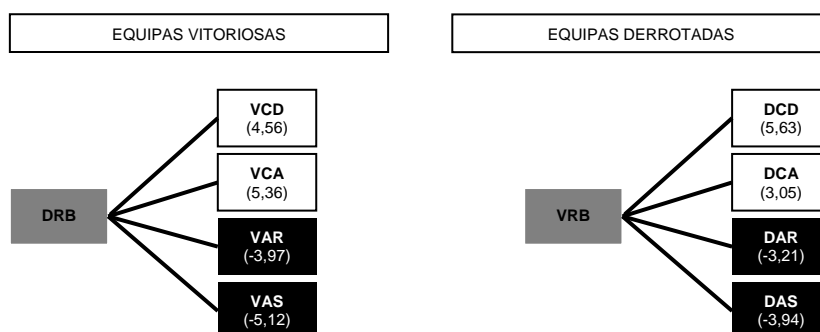 EQUIPAS VITORIOSAS
DRB
VCD
(4,56)
VCA
(5,36)
VAR
(-3,97)
VAS
(-5,12)
EQUIPAS DERROTADAS
VRB
DCD
(5,63)
DCA
(3,05)
DAR
(-3,21)
DAS
(-3,94)